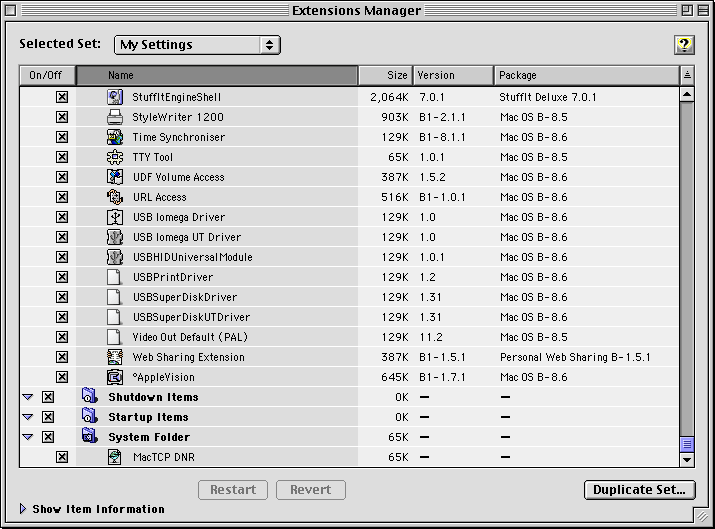 Extensions Manager
Selected Set: My Settings
?
On/Off Name Size Version Package
StuffItEngineShell 2,064K 7.0.1 StuffIt Deluxe 7.0.1
StyleWriter 1200 903K B1-2.1.1 Mac OS B-8.5
Time Synchroniser 129K B1-8.1.1 Mac OS B-8.6
TTY Tool 65K 1.0.1 Mac OS B-8.5
UDF Volume Access 387K 1.5.2 Mac OS B-8.6
URL Access 516K B1-1.0.1 Mac OS B-8.6
USB Iomega Driver 129K 1.0 Mac OS B-8.6
USB Iomega UT Driver 129K 1.0 Mac OS B-8.6
USBHIDUniversalModule 129K 1.0.1 Mac OS B-8.6
USBPrintDriver 129K 1.2 Mac OS B-8.6
USBSuperDiskDriver 129K 1.31 Mac OS B-8.6
USBSuperDiskUTDriver 129K 1.31 Mac OS B-8.6
Video Out Default (PAL) 129K 11.2 Mac OS B-8.5
Web Sharing Extension 387K B1-1.5.1 Personal Web Sharing B-1.5.1
°AppleVision 645K B1-1.7.1 Mac OS B-8.6
Shutdown Items 0K – –
Startup Items 0K – –
System Folder 65K – –
MacTCP DNR 65K – –
Restart Revert Duplicate Set...
Show Item Information